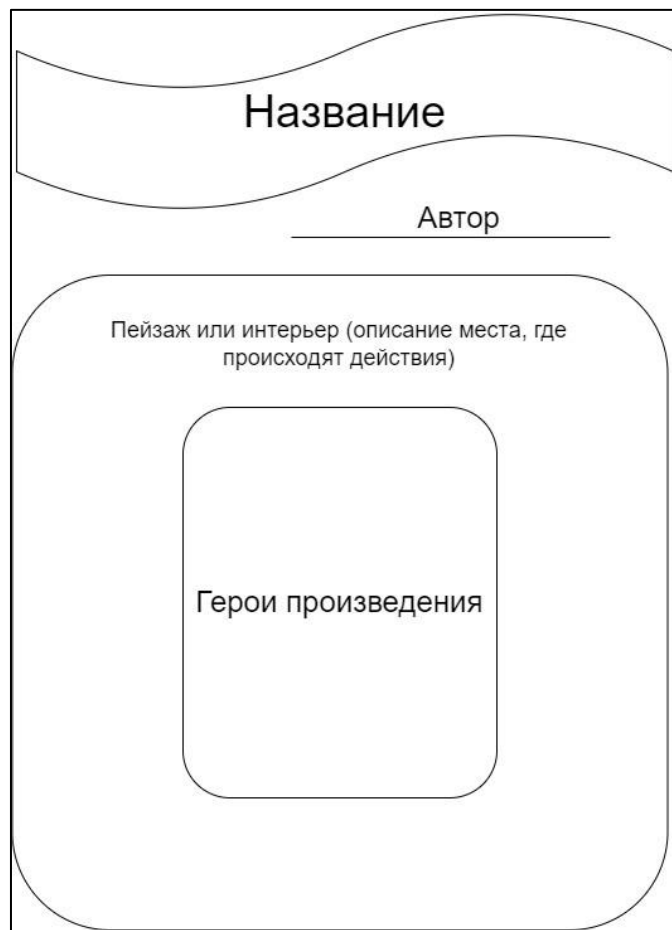 Название
Автор
Пейзаж или интерьер (описание места, где
происходят действия)
Герои произведения